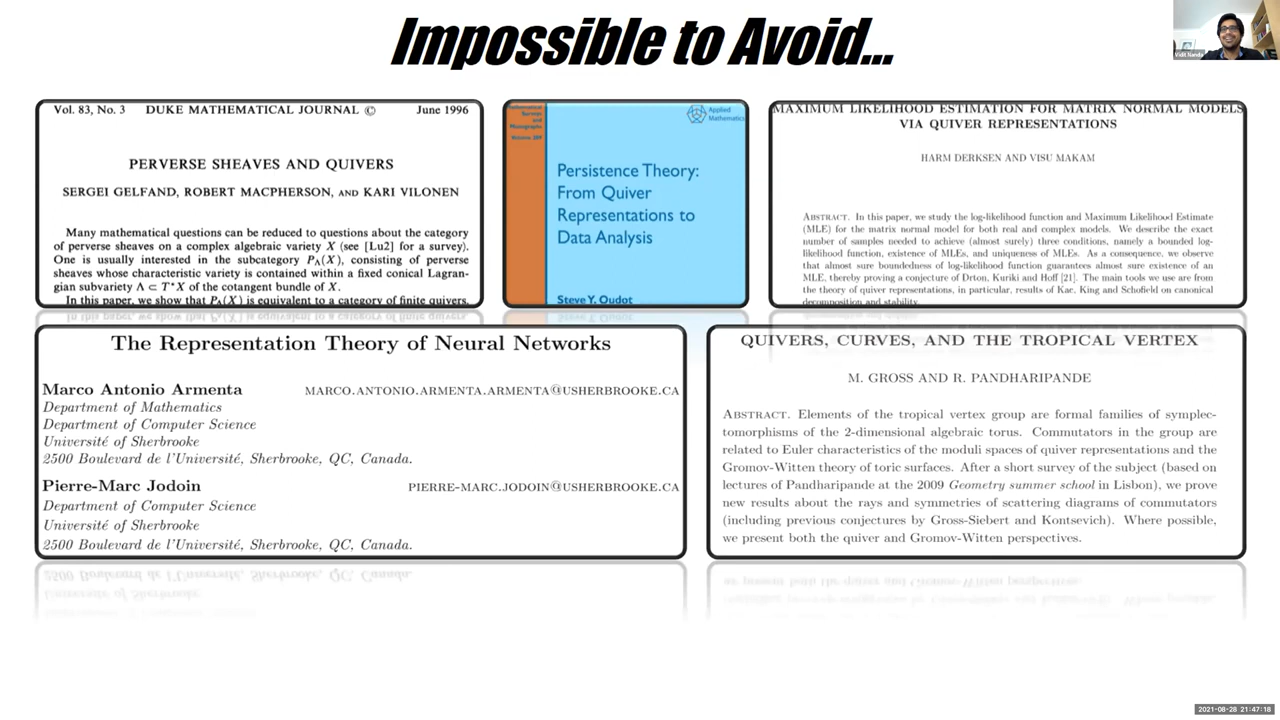 Impossible to Avoid...
Vidit Nanda
Vol. 83, No. 3 DUKE MATHEMATICAL JOURNAL © June 1996
PERVERSE SHEAVES AND QUIVERS
SERGEI GELFAND, ROBERT MACPHERSON, AND KARI VILONEN
Many mathematical questions can be reduced to questions about the category
of perverse sheaves on a complex algebraic variety X (see [Lu2] for a survey).
One is usually interested in the subcategory P_Λ(X), consisting of perverse
sheaves whose characteristic variety is contained within a fixed conical Lagran-
gian subvariety Λ ⊂ T*X of the cotangent bundle of X.
In this paper, we show that P_Λ(X) is equivalent to a category of finite quivers.
Mathematical
Surveys
and
Monographs
Volume 209
Applied
Mathematics
Persistence Theory:
From Quiver
Representations to
Data Analysis
Steve Y. Oudot
MAXIMUM LIKELIHOOD ESTIMATION FOR MATRIX NORMAL MODELS
VIA QUIVER REPRESENTATIONS
HARM DERKSEN AND VISU MAKAM
ABSTRACT. In this paper, we study the log-likelihood function and Maximum Likelihood Estimate
(MLE) for the matrix normal model for both real and complex models. We describe the exact
number of samples needed to achieve (almost surely) three conditions, namely a bounded log-
likelihood function, existence of MLEs, and uniqueness of MLEs. As a consequence, we observe
that almost sure boundedness of log-likelihood function guarantees almost sure existence of an
MLE, thereby proving a conjecture of Drton, Kuriki and Hoff [21]. The main tools we use are from
the theory of quiver representations, in particular, results of Kac, King and Schofield on canonical
decomposition and stability.
The Representation Theory of Neural Networks
Marco Antonio Armenta MARCO.ANTONIO.ARMENTA.ARMENTA@USHERBROOKE.CA
Department of Mathematics
Department of Computer Science
Université of Sherbrooke
2500 Boulevard de l'Université, Sherbrooke, QC, Canada.
Pierre-Marc Jodoin PIERRE-MARC.JODOIN@USHERBROOKE.CA
Department of Computer Science
Université of Sherbrooke
2500 Boulevard de l'Université, Sherbrooke, QC, Canada.
QUIVERS, CURVES, AND THE TROPICAL VERTEX
M. GROSS AND R. PANDHARIPANDE
ABSTRACT. Elements of the tropical vertex group are formal families of symplec-
tomorphisms of the 2-dimensional algebraic torus. Commutators in the group are
related to Euler characteristics of the moduli spaces of quiver representations and the
Gromov-Witten theory of toric surfaces. After a short survey of the subject (based on
lectures of Pandharipande at the 2009 Geometry summer school in Lisbon), we prove
new results about the rays and symmetries of scattering diagrams of commutators
(including previous conjectures by Gross-Siebert and Kontsevich). Where possible,
we present both the quiver and Gromov-Witten perspectives.
2021-08-28 21:47:18